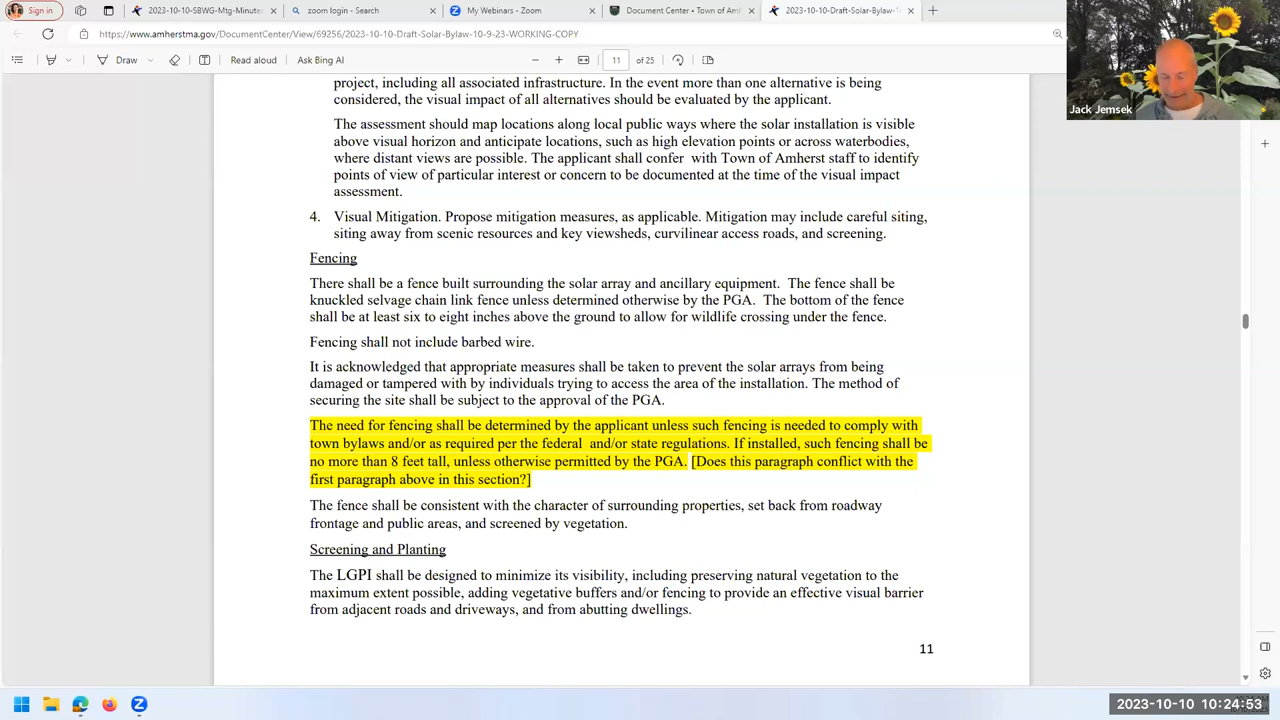 Sign in
2023-10-10-SBWG-Mtg-Minutes
zoom login - Search
My Webinars - Zoom
Document Center • Town of Am
2023-10-10-Draft-Solar-Bylaw-1
https://www.amherstma.gov/DocumentCenter/View/69256/2023-10-10-Draft-Solar-Bylaw-10-9-23-WORKING-COPY
Draw
Read aloud
Ask Bing AI
11 of 25
Jack Jemsek
project, including all associated infrastructure. In the event more than one alternative is being
considered, the visual impact of all alternatives should be evaluated by the applicant.
The assessment should map locations along local public ways where the solar installation is visible
above visual horizon and anticipate locations, such as high elevation points or across waterbodies,
where distant views are possible. The applicant shall confer with Town of Amherst staff to identify
points of view of particular interest or concern to be documented at the time of the visual impact
assessment.
4. Visual Mitigation. Propose mitigation measures, as applicable. Mitigation may include careful siting,
siting away from scenic resources and key viewsheds, curvilinear access roads, and screening.
Fencing
There shall be a fence built surrounding the solar array and ancillary equipment. The fence shall be
knuckled selvage chain link fence unless determined otherwise by the PGA. The bottom of the fence
shall be at least six to eight inches above the ground to allow for wildlife crossing under the fence.
Fencing shall not include barbed wire.
It is acknowledged that appropriate measures shall be taken to prevent the solar arrays from being
damaged or tampered with by individuals trying to access the area of the installation. The method of
securing the site shall be subject to the approval of the PGA.
The need for fencing shall be determined by the applicant unless such fencing is needed to comply with
town bylaws and/or as required per the federal and/or state regulations. If installed, such fencing shall be
no more than 8 feet tall, unless otherwise permitted by the PGA. [Does this paragraph conflict with the
first paragraph above in this section?]
The fence shall be consistent with the character of surrounding properties, set back from roadway
frontage and public areas, and screened by vegetation.
Screening and Planting
The LGPI shall be designed to minimize its visibility, including preserving natural vegetation to the
maximum extent possible, adding vegetative buffers and/or fencing to provide an effective visual barrier
from adjacent roads and driveways, and from abutting dwellings.
11
2023-10-10 10:24:53